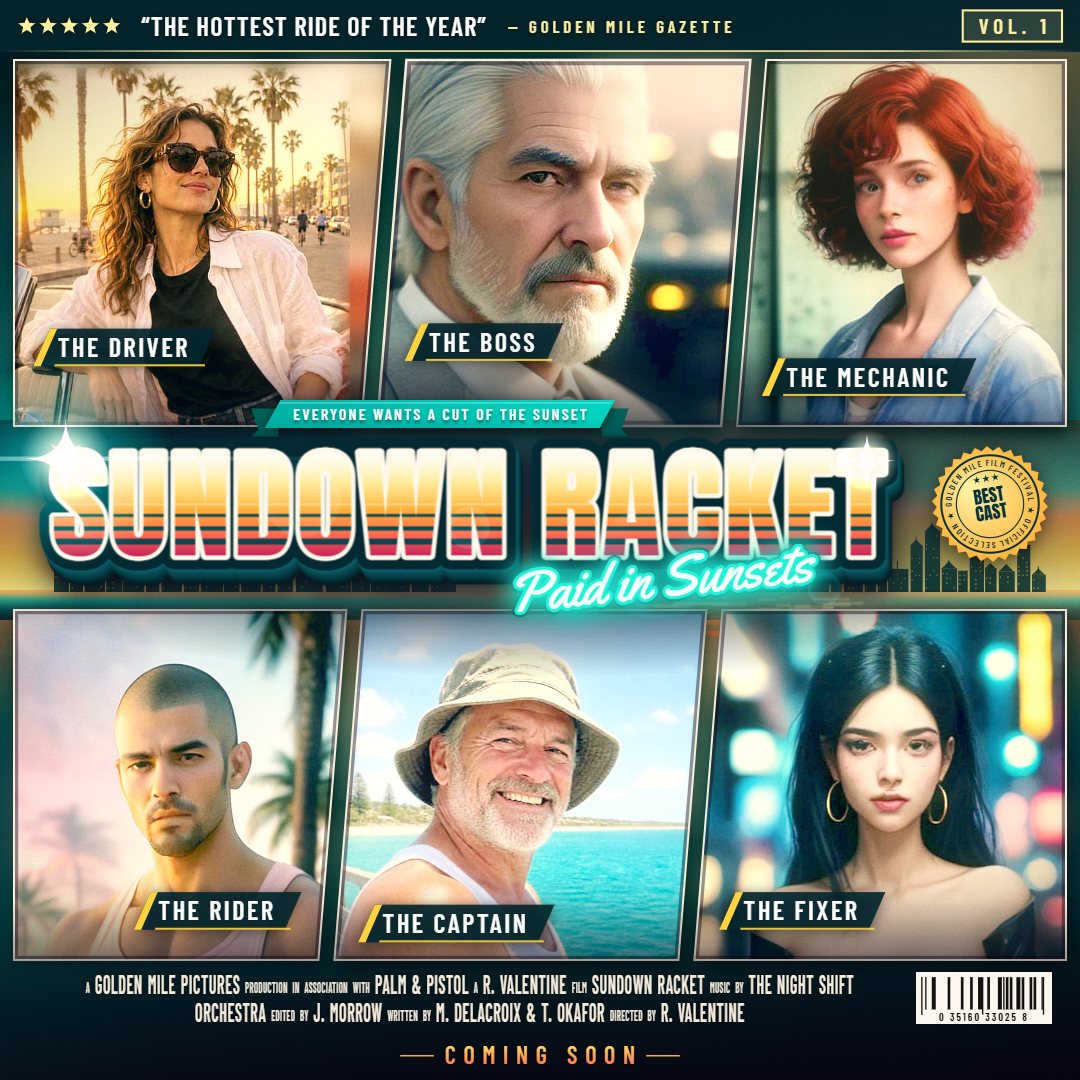 “THE HOTTEST RIDE OF THE YEAR” – GOLDEN MILE GAZETTE
VOL. 1
THE DRIVER
THE BOSS
THE MECHANIC
EVERYONE WANTS A CUT OF THE SUNSET
SUNDOWN RACKET
Paid in Sunsets
GOLDEN MILE FILM FESTIVAL
BEST
CAST
OFFICIAL SELECTION
THE RIDER
THE CAPTAIN
THE FIXER
A GOLDEN MILE PICTURES PRODUCTION IN ASSOCIATION WITH PALM & PISTOL A R. VALENTINE FILM SUNDOWN RACKET MUSIC BY THE NIGHT SHIFT
ORCHESTRA EDITED BY J. MORROW WRITTEN BY M. DELACROIX & T. OKAFOR DIRECTED BY R. VALENTINE
0 35160 33025 8
COMING SOON